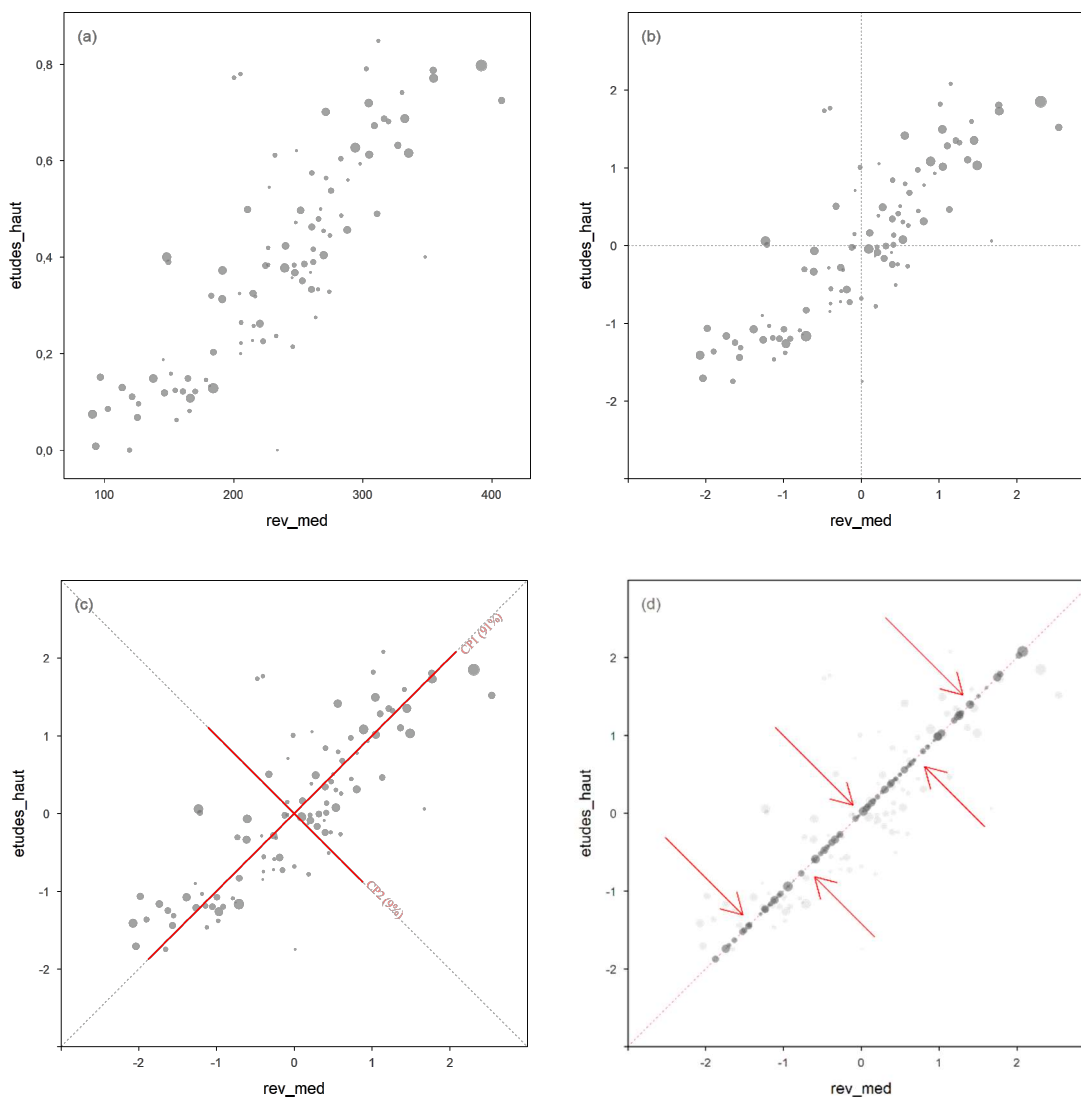 (a)
0,8
0,6
0,4
0,2
0,0
etudes_haut
100 200 300 400
rev_med
(b)
2
1
0
-1
-2
etudes_haut
-2 -1 0 1 2
rev_med
(c)
CP1 (91%)
CP2 (9%)
2
1
0
-1
-2
etudes_haut
-2 -1 0 1 2
rev_med
(d)
2
1
0
-1
-2
etudes_haut
-2 -1 0 1 2
rev_med